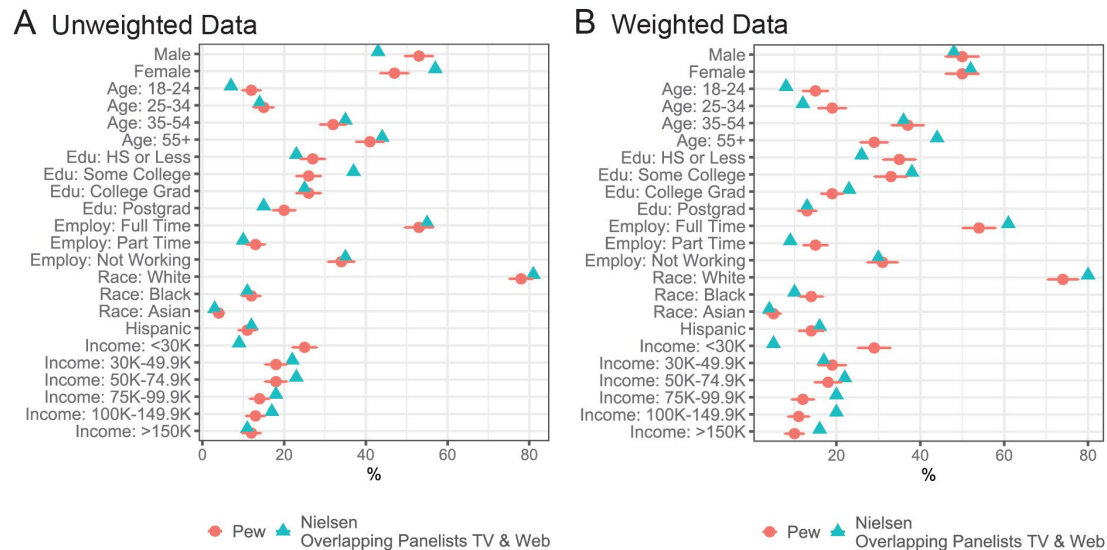 A Unweighted Data
Male
Female
Age: 18-24
Age: 25-34
Age: 35-54
Age: 55+
Edu: HS or Less
Edu: Some College
Edu: College Grad
Edu: Postgrad
Employ: Full Time
Employ: Part Time
Employ: Not Working
Race: White
Race: Black
Race: Asian
Hispanic
Income: <30K
Income: 30K-49.9K
Income: 50K-74.9K
Income: 75K-99.9K
Income: 100K-149.9K
Income: >150K
0 20 40 60 80
%
Pew
Nielsen
Overlapping Panelists TV & Web
B Weighted Data
Male
Female
Age: 18-24
Age: 25-34
Age: 35-54
Age: 55+
Edu: HS or Less
Edu: Some College
Edu: College Grad
Edu: Postgrad
Employ: Full Time
Employ: Part Time
Employ: Not Working
Race: White
Race: Black
Race: Asian
Hispanic
Income: <30K
Income: 30K-49.9K
Income: 50K-74.9K
Income: 75K-99.9K
Income: 100K-149.9K
Income: >150K
20 40 60 80
%
Pew
Nielsen
Overlapping Panelists TV & Web